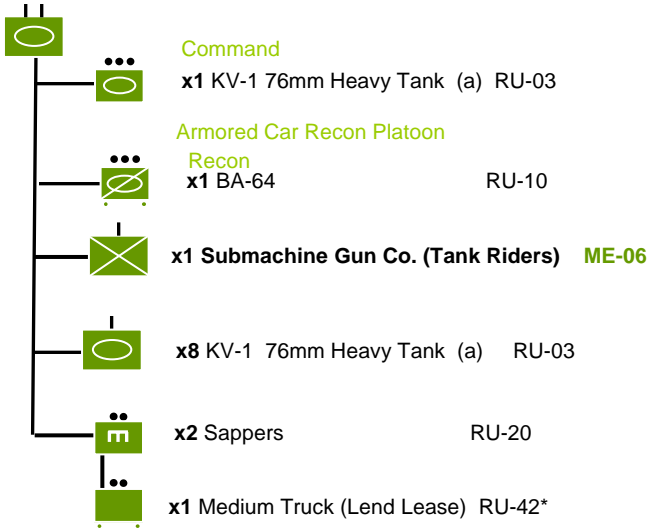 Command
x1 KV-1 76mm Heavy Tank (a) RU-03
Armored Car Recon Platoon
Recon
x1 BA-64 RU-10
x1 Submachine Gun Co. (Tank Riders) ME-06
x8 KV-1 76mm Heavy Tank (a) RU-03
x2 Sappers RU-20
x1 Medium Truck (Lend Lease) RU-42*